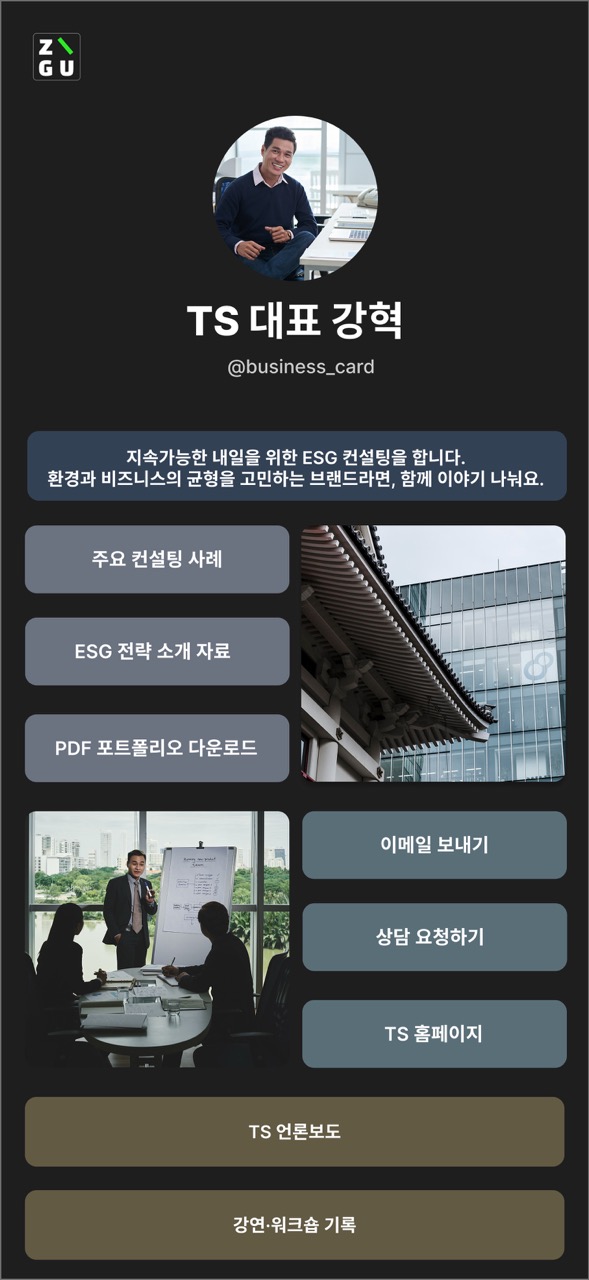 Z\
GU
TS 대표 강혁
@business_card
지속가능한 내일을 위한 ESG 컨설팅을 합니다.
환경과 비즈니스의 균형을 고민하는 브랜드라면, 함께 이야기 나눠요.
주요 컨설팅 사례
ESG 전략 소개 자료
PDF 포트폴리오 다운로드
이메일 보내기
상담 요청하기
TS 홈페이지
TS 언론보도
강연·워크숍 기록